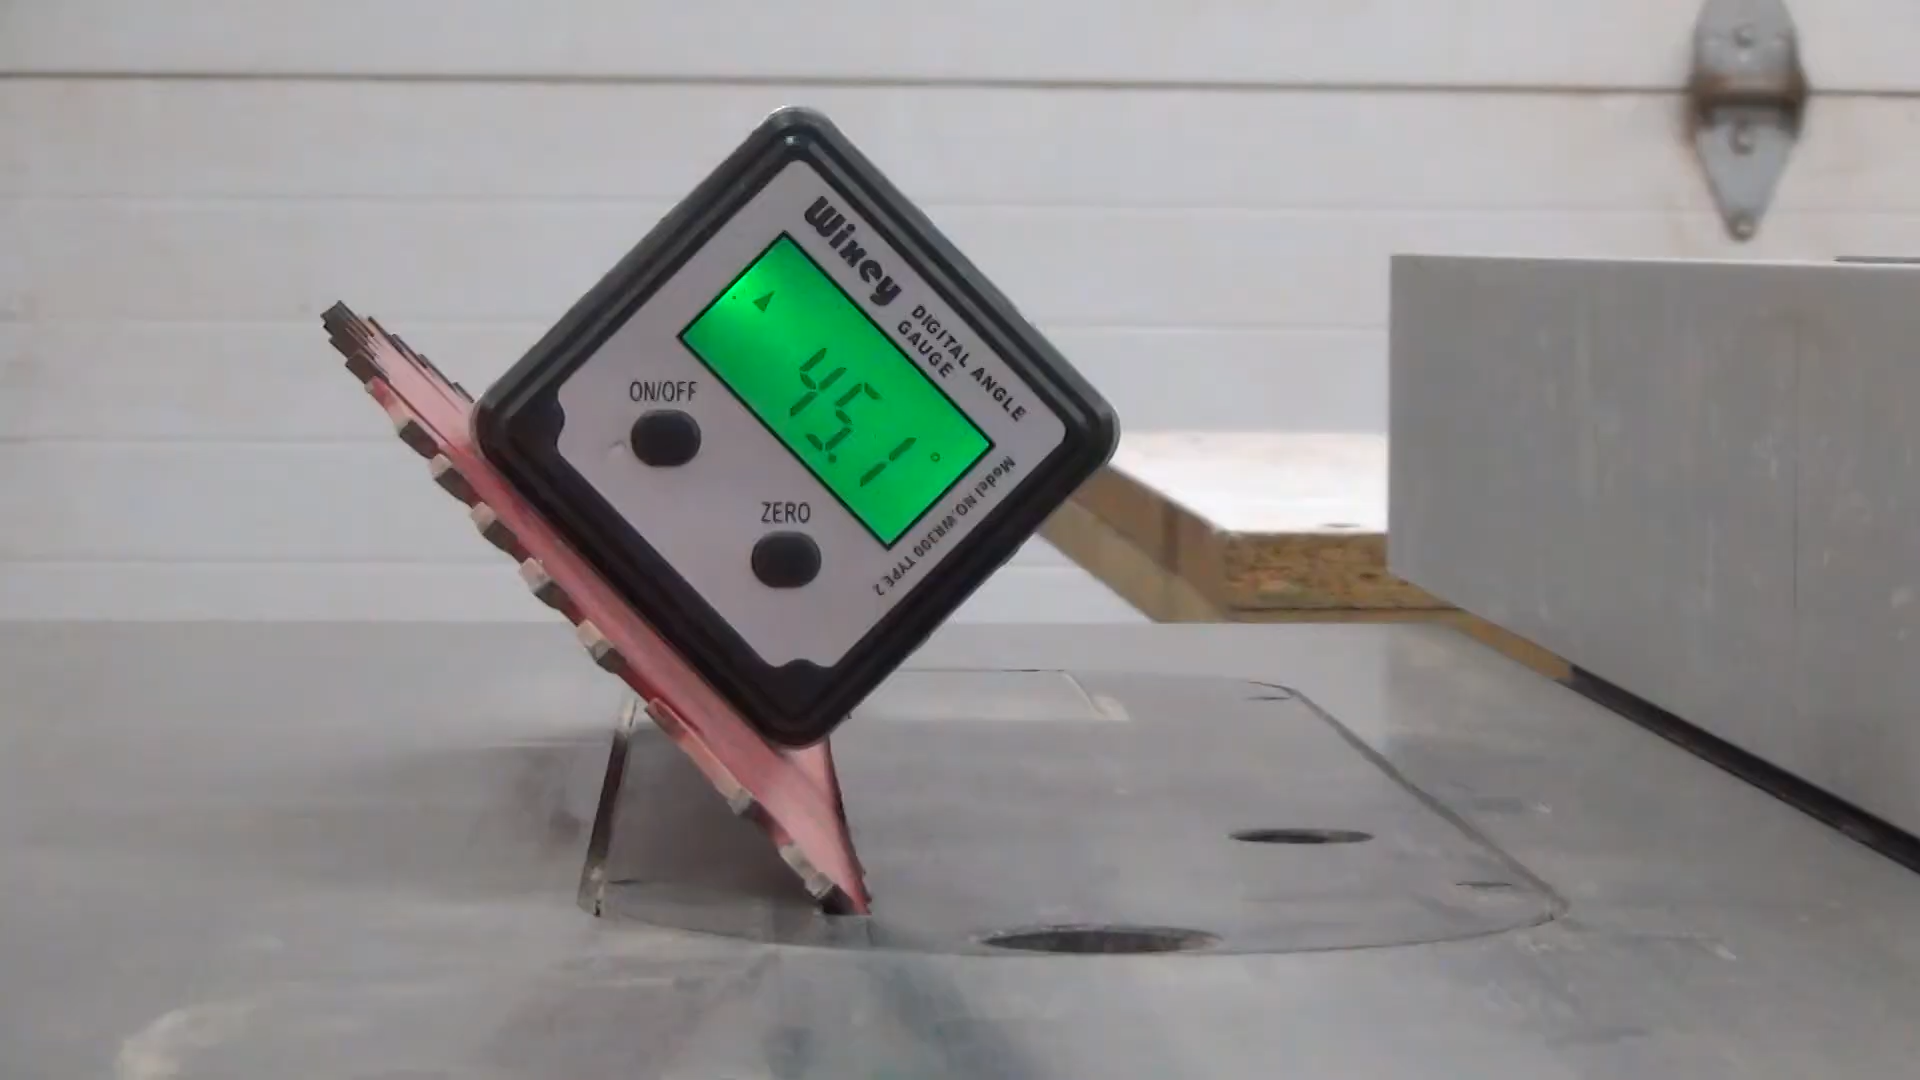 Wixey
DIGITAL ANGLE
GAUGE
45.1°
ON/OFF
ZERO
Model NO.WR300 TYPE 2